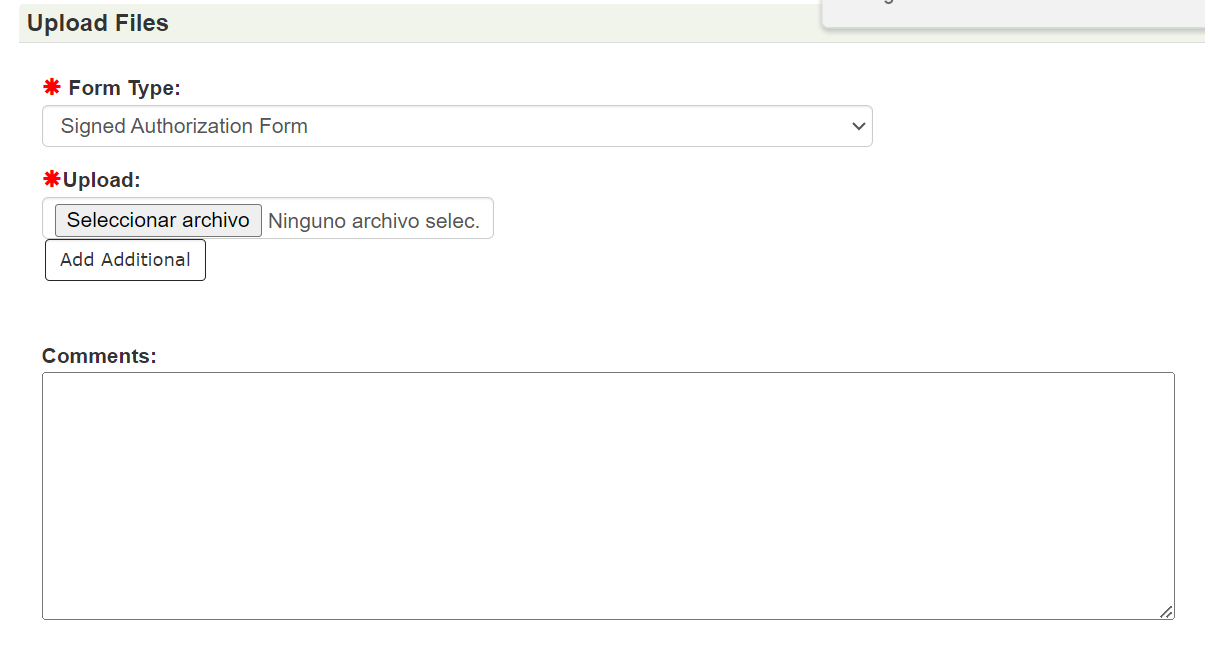 Upload Files
✱ Form Type:
Signed Authorization Form
✱Upload:
Seleccionar archivo Ninguno archivo selec.
Add Additional
Comments: